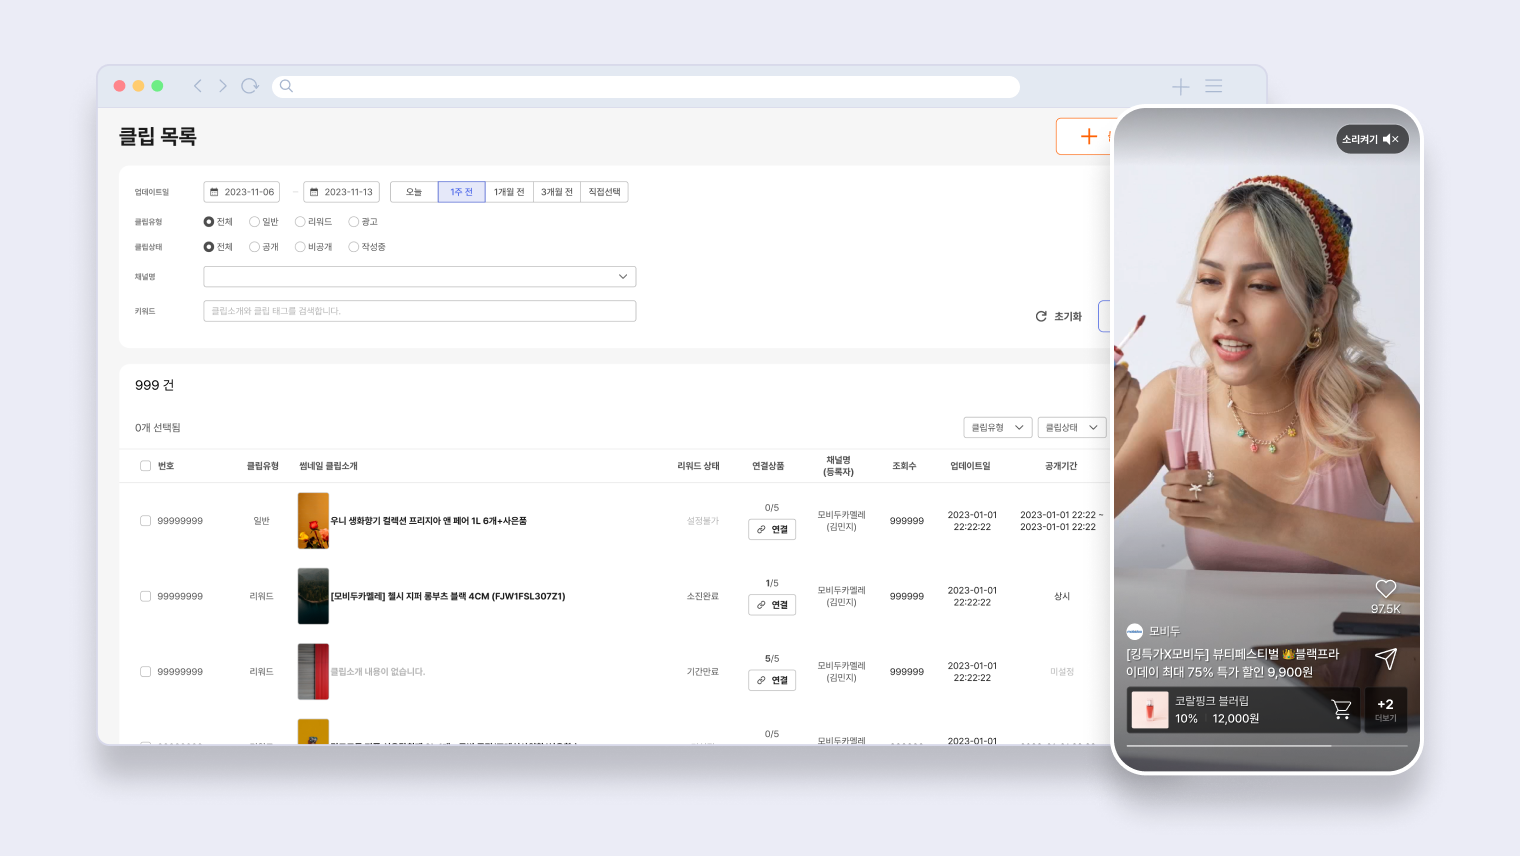 클립 목록
업데이트일
2023-11-06
2023-11-13
오늘
1주 전
1개월 전
3개월 전
직접선택
클립유형
전체
일반
리워드
광고
클립상태
전체
공개
비공개
작성중
채널명
키워드
클립소개와 클립 태그를 검색합니다.
초기화
999 건
0개 선택됨
클립유형
클립상태
번호
클립유형
썸네일 클립소개
리워드 상태
연결상품
채널명
(등록자)
조회수
업데이트일
공개기간
99999999
일반
우니 생화향기 컬렉션 프리지아 앤 페어 1L 6개+사은품
설정불가
0/5
연결
모비두카멜레
(김민지)
999999
2023-01-01
22:22:22
2023-01-01 22:22 ~
2023-01-01 22:22
99999999
리워드
[모비두카멜레] 첼시 지퍼 롱부츠 블랙 4CM (FJW1FSL307Z1)
소진완료
1/5
연결
모비두카멜레
(김민지)
999999
2023-01-01
22:22:22
상시
99999999
리워드
클립소개 내용이 없습니다.
기간만료
5/5
연결
모비두카멜레
(김민지)
999999
2023-01-01
22:22:22
미설정
0/5
모비두카멜레
2023-01-01
소리켜기
97.5K
모비두
[킹특가X모비두] 뷰티페스티벌 👑블랙프라
이데이 최대 75% 특가 할인 9,900원
코랄핑크 블러립
10% 12,000원
+2
더보기